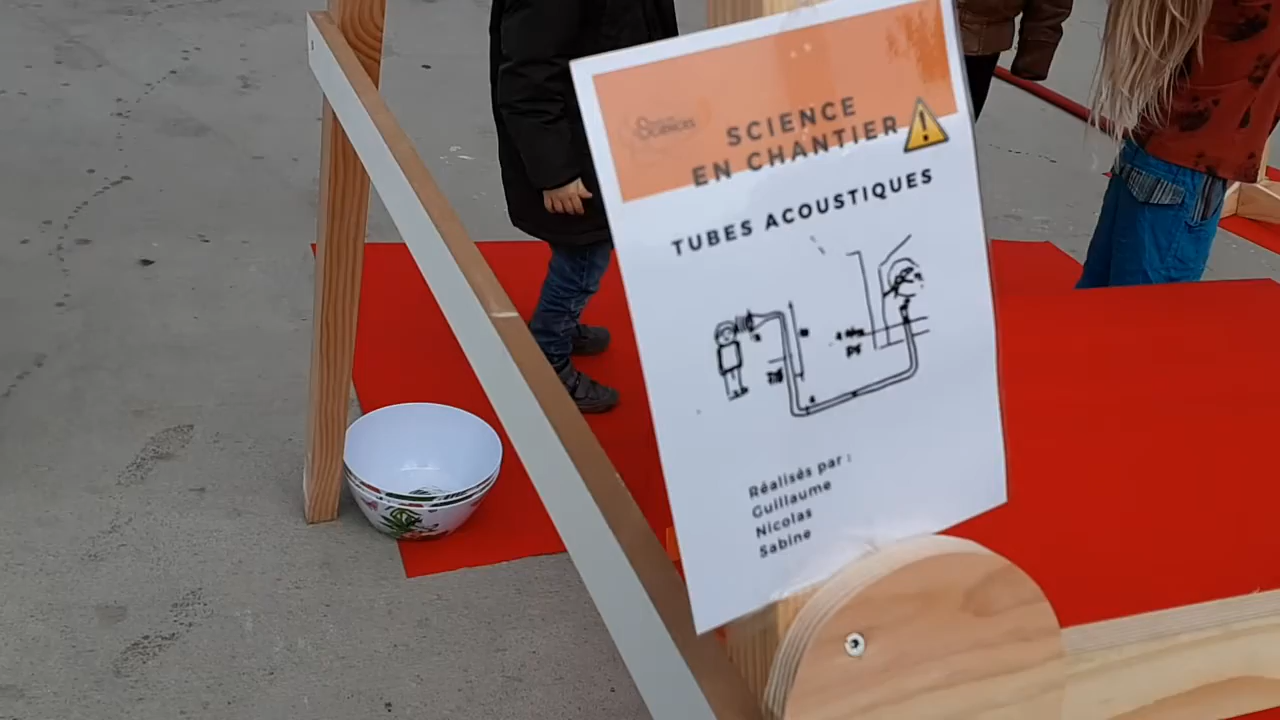 SCIENCE
EN CHANTIER
TUBES ACOUSTIQUES
Réalisés par :
Guillaume
Nicolas
Sabine